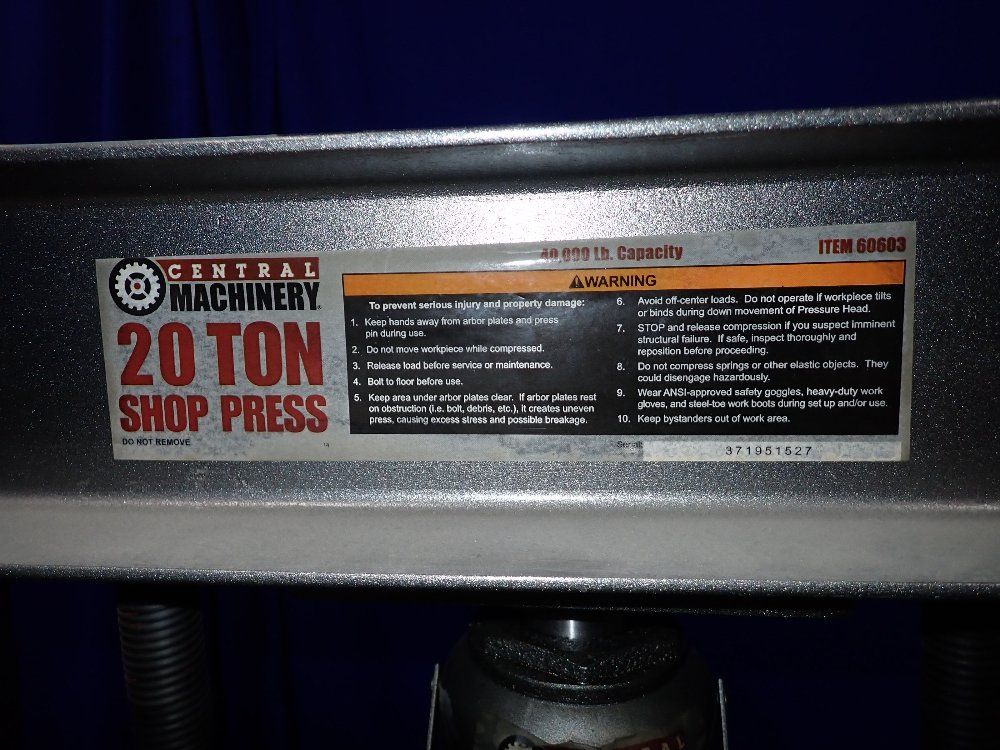 CENTRAL
MACHINERY
20 TON
SHOP PRESS
DO NOT REMOVE
40,000 Lb. Capacity
ITEM 60603
WARNING
To prevent serious injury and property damage:
1. Keep hands away from arbor plates and press
pin during use.
2. Do not move workpiece while compressed.
3. Release load before service or maintenance.
4. Bolt to floor before use.
5. Keep area under arbor plates clear. If arbor plates rest
on obstruction (i.e. bolt, debris, etc.), it creates uneven
press, causing excess stress and possible breakage.
6. Avoid off-center loads. Do not operate if workpiece tilts
or binds during down movement of Pressure Head.
7. STOP and release compression if you suspect imminent
structural failure. If safe, inspect thoroughly and
reposition before proceeding.
8. Do not compress springs or other elastic objects. They
could disengage hazardously.
9. Wear ANSI-approved safety goggles, heavy-duty work
gloves, and steel-toe work boots during set up and/or use.
10. Keep bystanders out of work area.
371951527
CENTRAL